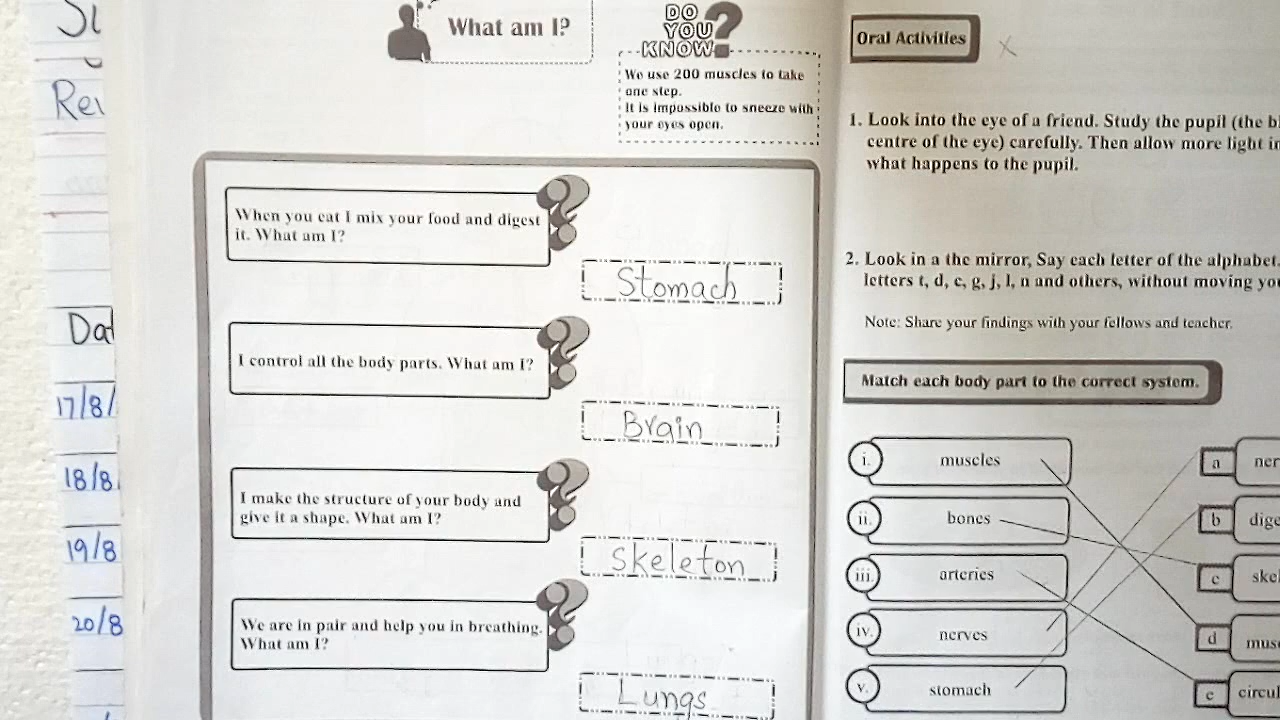 What am I?
DO
YOU
KNOW
We use 200 muscles to take
one step.
It is impossible to sneeze with
your eyes open.
When you eat I mix your food and digest
it. What am I?
Stomach
I control all the body parts. What am I?
Brain
I make the structure of your body and
give it a shape. What am I?
Skeleton
We are in pair and help you in breathing.
What am I?
Lungs
Oral Activities
1. Look into the eye of a friend. Study the pupil (the
centre of the eye) carefully. Then allow more light
what happens to the pupil.
2. Look in a the mirror, Say each letter of the alphabet.
letters t, d, c, g, j, l, n and others, without moving
Note: Share your findings with your fellows and teacher.
Match each body part to the correct system.
i. muscles
ii. bones
iii. arteries
iv. nerves
v. stomach
a
b
c
d
e
17/8/
18/8
19/8
20/8